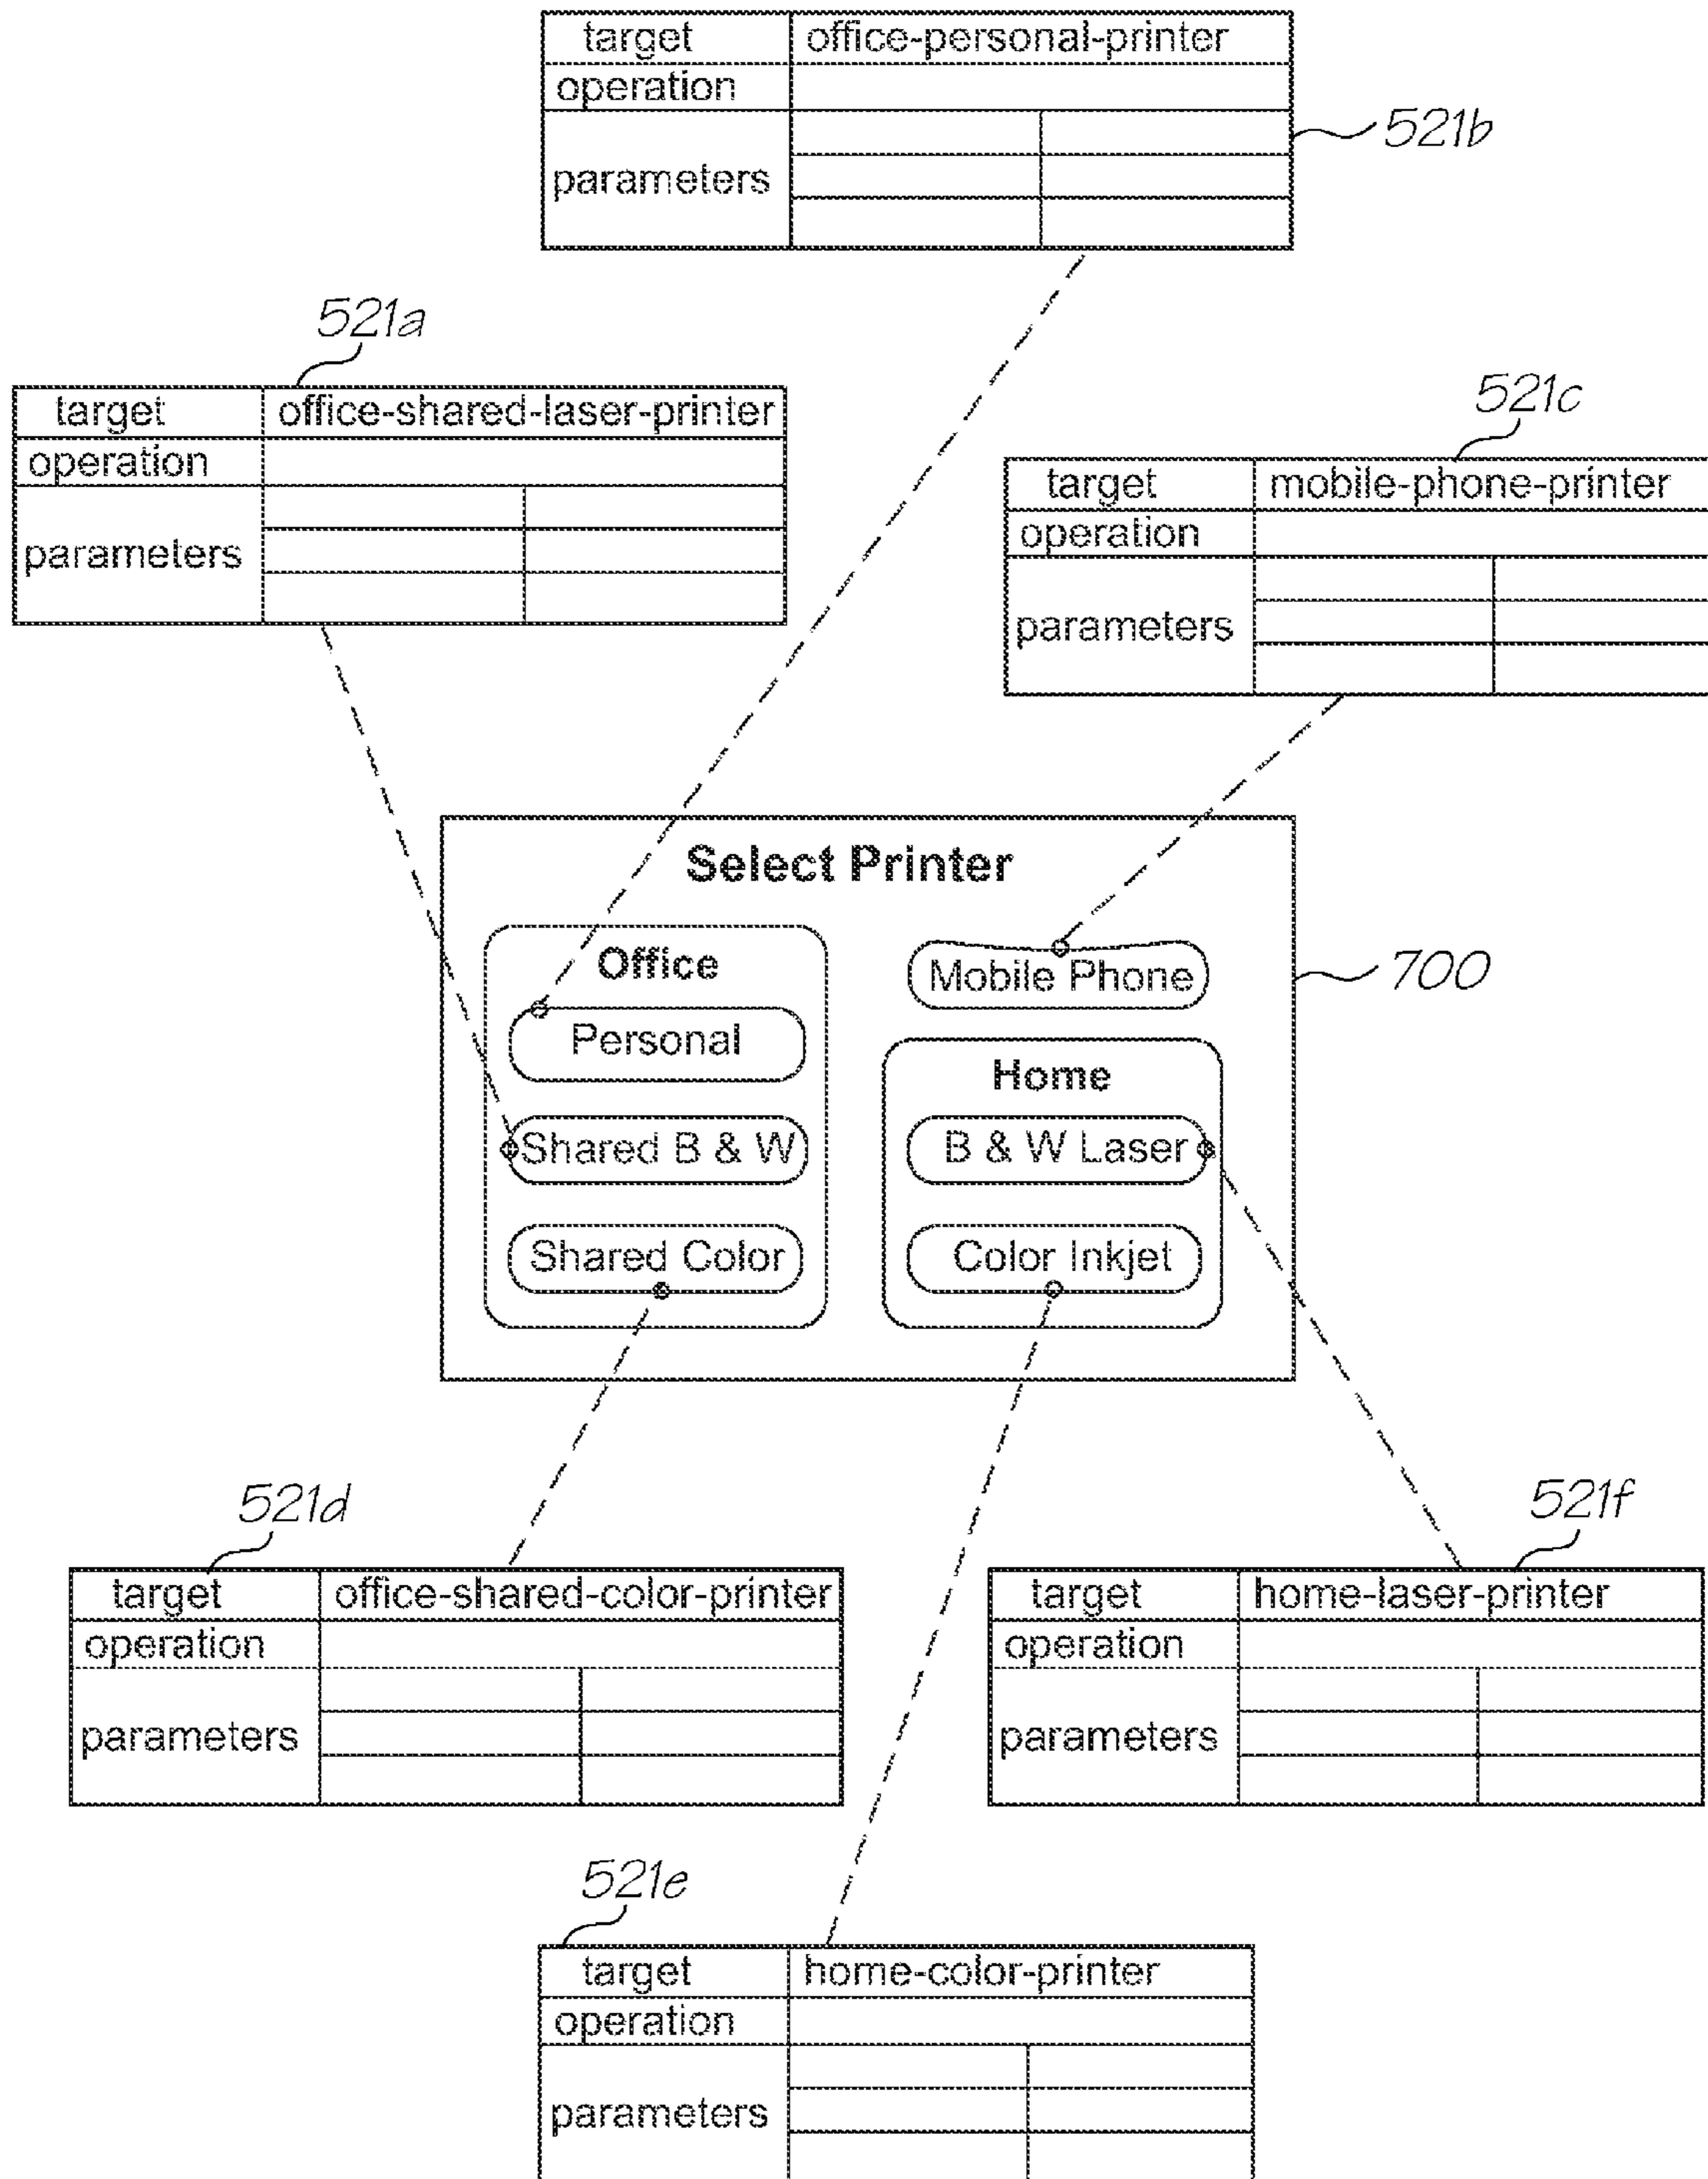 target office-personal-printer
operation
parameters
521b
521a
target office-shared-laser-printer
operation
parameters
521c
target mobile-phone-printer
operation
parameters
Select Printer
Office
Personal
Shared B & W
Shared Color
Mobile Phone
Home
B & W Laser
Color Inkjet
700
521d
target office-shared-color-printer
operation
parameters
521f
target home-laser-printer
operation
parameters
521e
target home-color-printer
operation
parameters